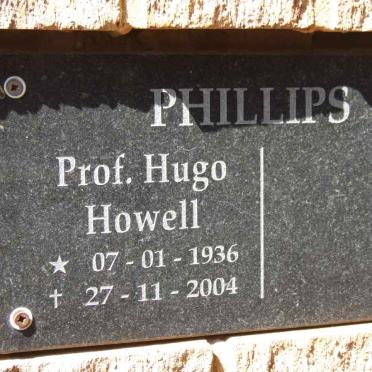 PHILLIPS
Prof. Hugo
Howell
★ 07 - 01 - 1936
† 27 - 11 - 2004